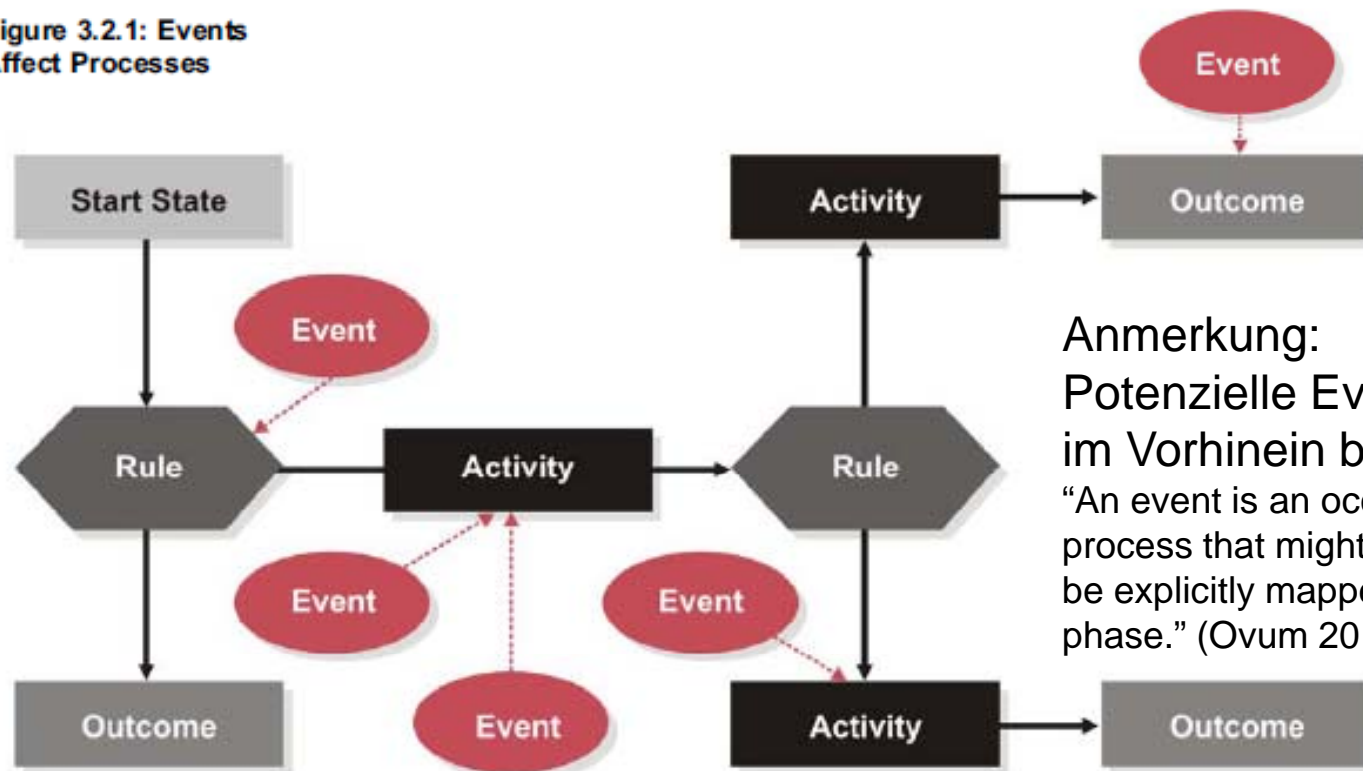 igure 3.2.1: Events
ffect Processes
Event
Start State
Activity
Outcome
Event
Anmerkung:
Potenzielle Ev
im Vorhinein b
Rule
Activity
Rule
“An event is an occ
process that might
be explicitly mappe
phase.” (Ovum 20
Event
Event
Outcome
Event
Activity
Outcome